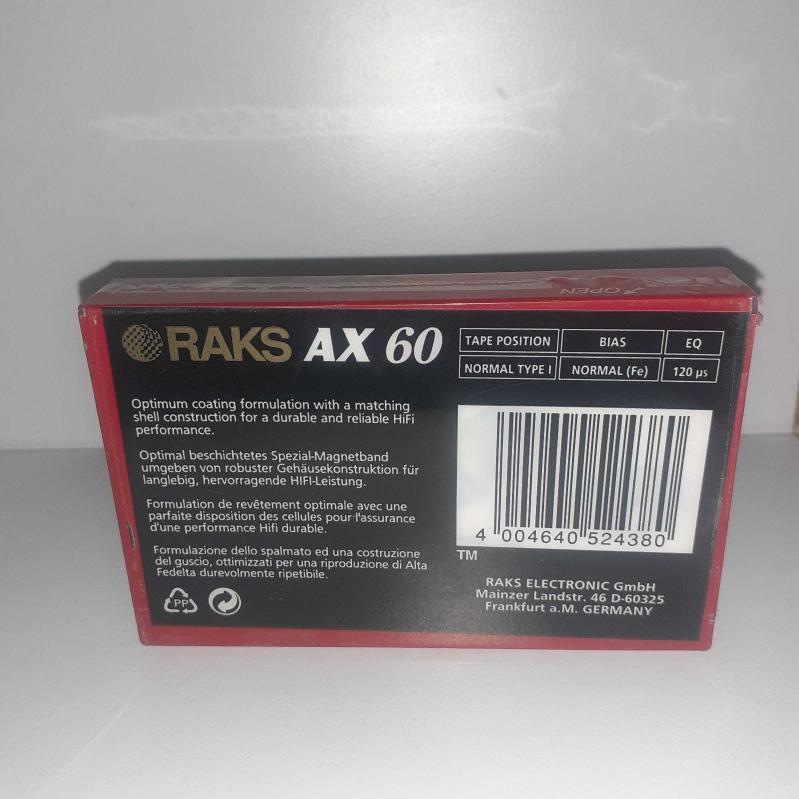 OPEN
RAKS AX 60
TAPE POSITION BIAS EQ
NORMAL TYPE I NORMAL (Fe) 120 µs
Optimum coating formulation with a matching
shell construction for a durable and reliable HiFi
performance.
Optimal beschichtetes Spezial-Magnetband
umgeben von robuster Gehäusekonstruktion für
langlebig, hervorragende HIFI-Leistung.
Formulation de revêtement optimale avec une
parfaite disposition des cellules pour l'assurance
d'une performance Hifi durable.
Formulazione dello spalmato ed una costruzione
del guscio, ottimizzati per una riproduzione di Alta
Fedelta durevolmente ripetibile.
PP
4 004640 524380
TM
RAKS ELECTRONIC GmbH
Mainzer Landstr. 46 D-60325
Frankfurt a.M. GERMANY